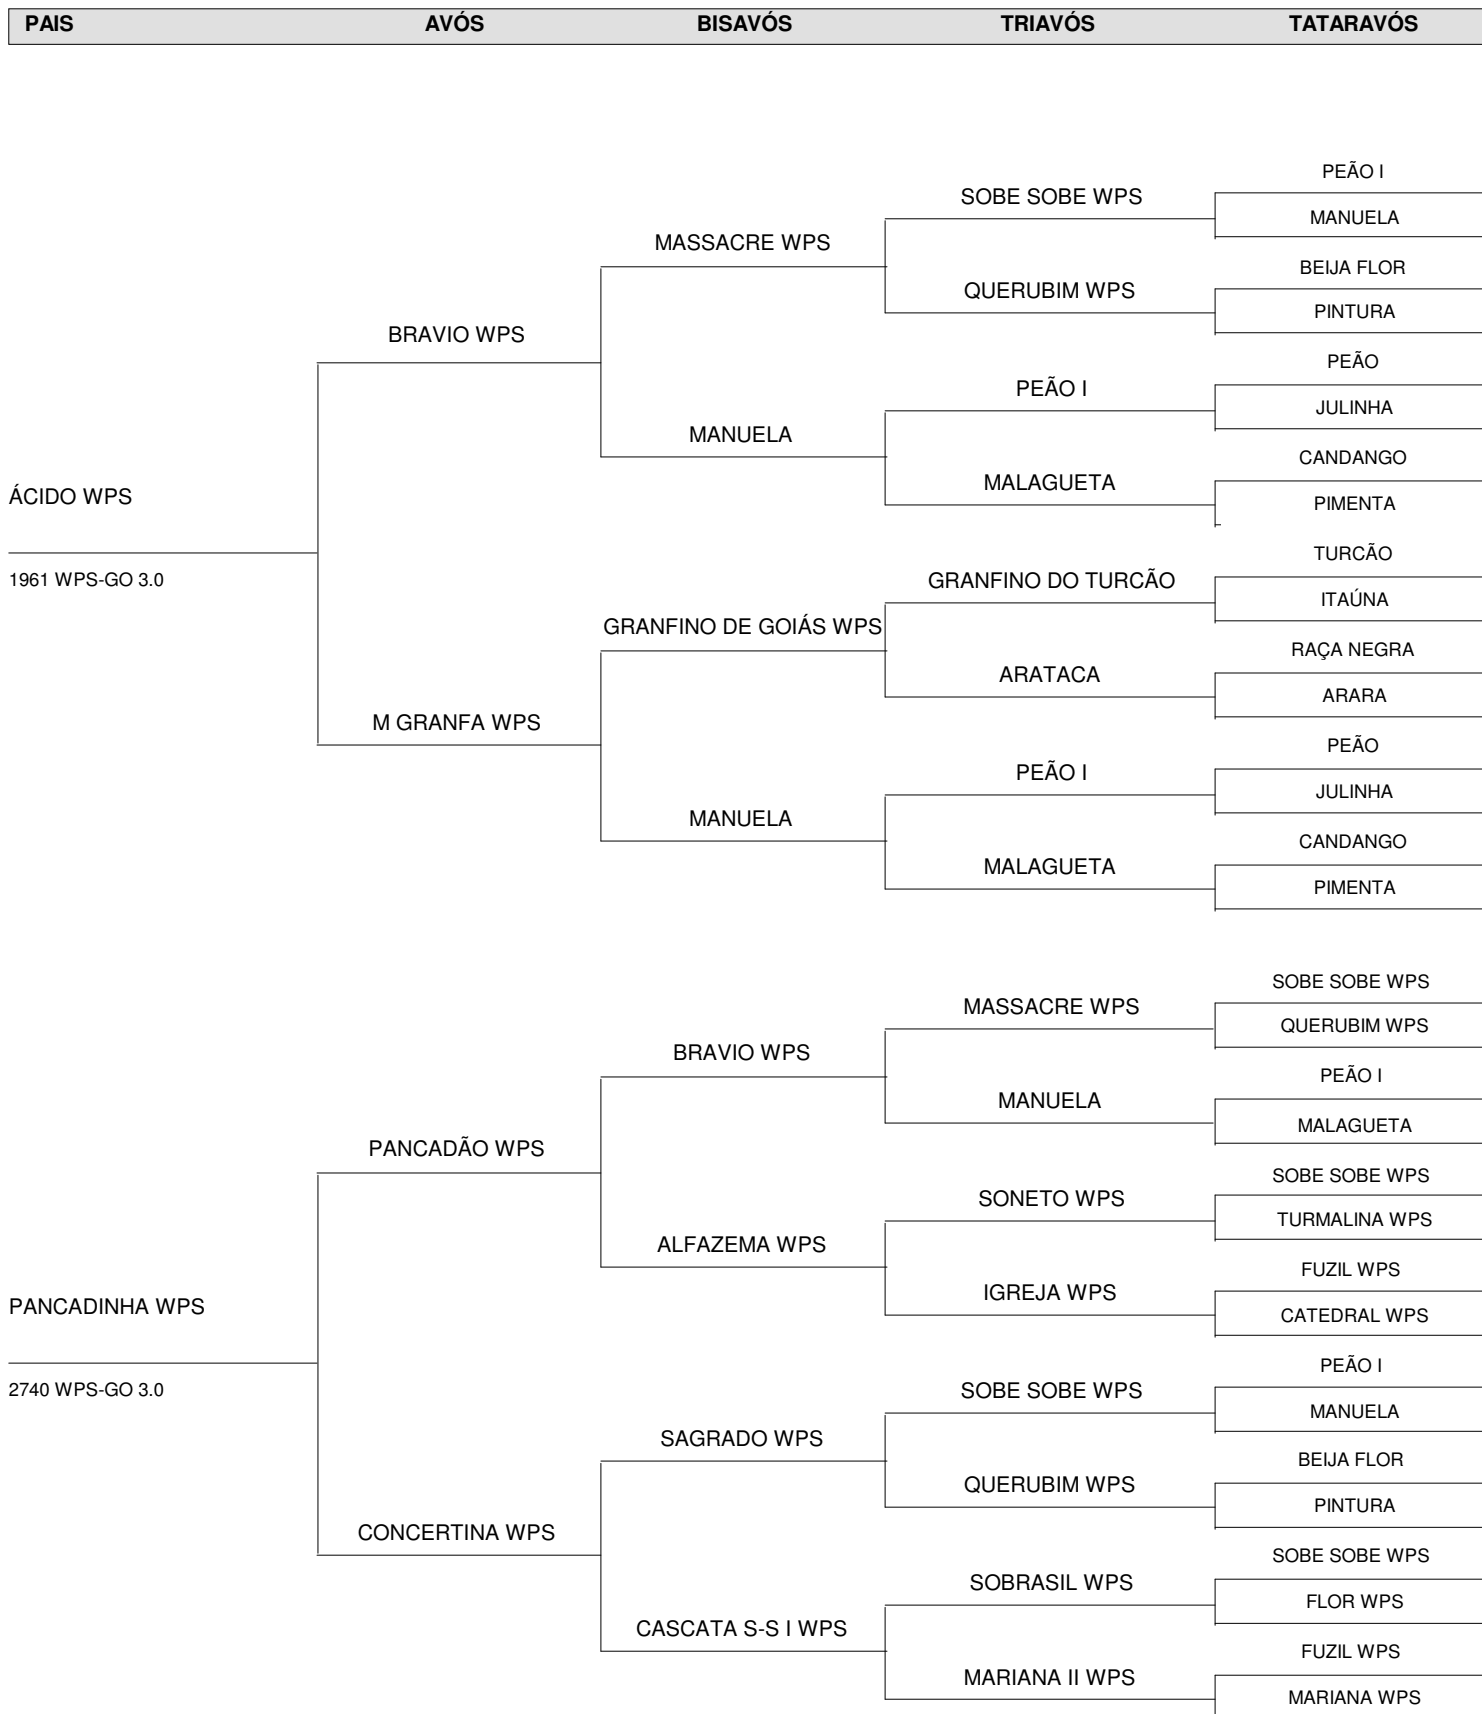 PAIS AVÓS BISAVÓS TRIAVÓS TATARAVÓS
PEÃO I
SOBE SOBE WPS
MANUELA
MASSACRE WPS
BEIJA FLOR
QUERUBIM WPS
PINTURA
BRAVIO WPS
PEÃO
PEÃO I
JULINHA
MANUELA
CANDANGO
MALAGUETA
ÁCIDO WPS
PIMENTA
TURCÃO
1961 WPS-GO 3.0
GRANFINO DO TURCÃO
ITAÚNA
GRANFINO DE GOIÁS WPS
RAÇA NEGRA
ARATACA
ARARA
M GRANFA WPS
PEÃO
PEÃO I
JULINHA
MANUELA
CANDANGO
MALAGUETA
PIMENTA
SOBE SOBE WPS
MASSACRE WPS
QUERUBIM WPS
BRAVIO WPS
PEÃO I
MANUELA
MALAGUETA
PANCADÃO WPS
SOBE SOBE WPS
SONETO WPS
TURMALINA WPS
ALFAZEMA WPS
FUZIL WPS
IGREJA WPS
PANCADINHA WPS
CATEDRAL WPS
PEÃO I
2740 WPS-GO 3.0
SOBE SOBE WPS
MANUELA
SAGRADO WPS
BEIJA FLOR
QUERUBIM WPS
PINTURA
CONCERTINA WPS
SOBE SOBE WPS
SOBRASIL WPS
FLOR WPS
CASCATA S-S I WPS
FUZIL WPS
MARIANA II WPS
MARIANA WPS